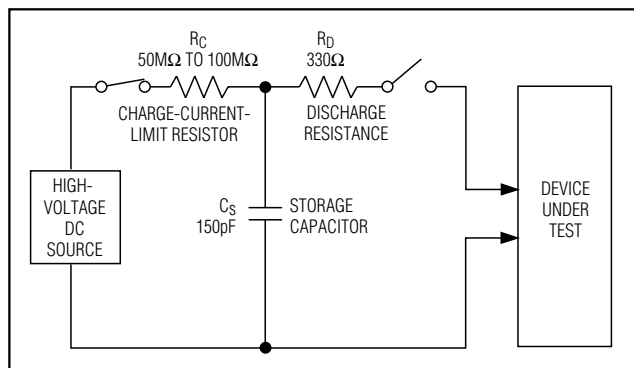 RC
50MΩ TO 100MΩ
CHARGE-CURRENT-
LIMIT RESISTOR
RD
330Ω
DISCHARGE
RESISTANCE
HIGH-
VOLTAGE
DC
SOURCE
CS
150pF
STORAGE
CAPACITOR
DEVICE
UNDER
TEST